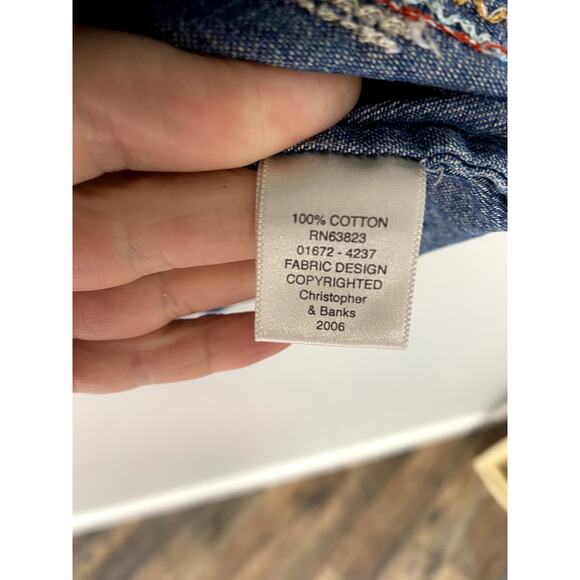 100% COTTON
RN63823
01672 - 4237
FABRIC DESIGN
COPYRIGHTED
Christopher
& Banks
2006